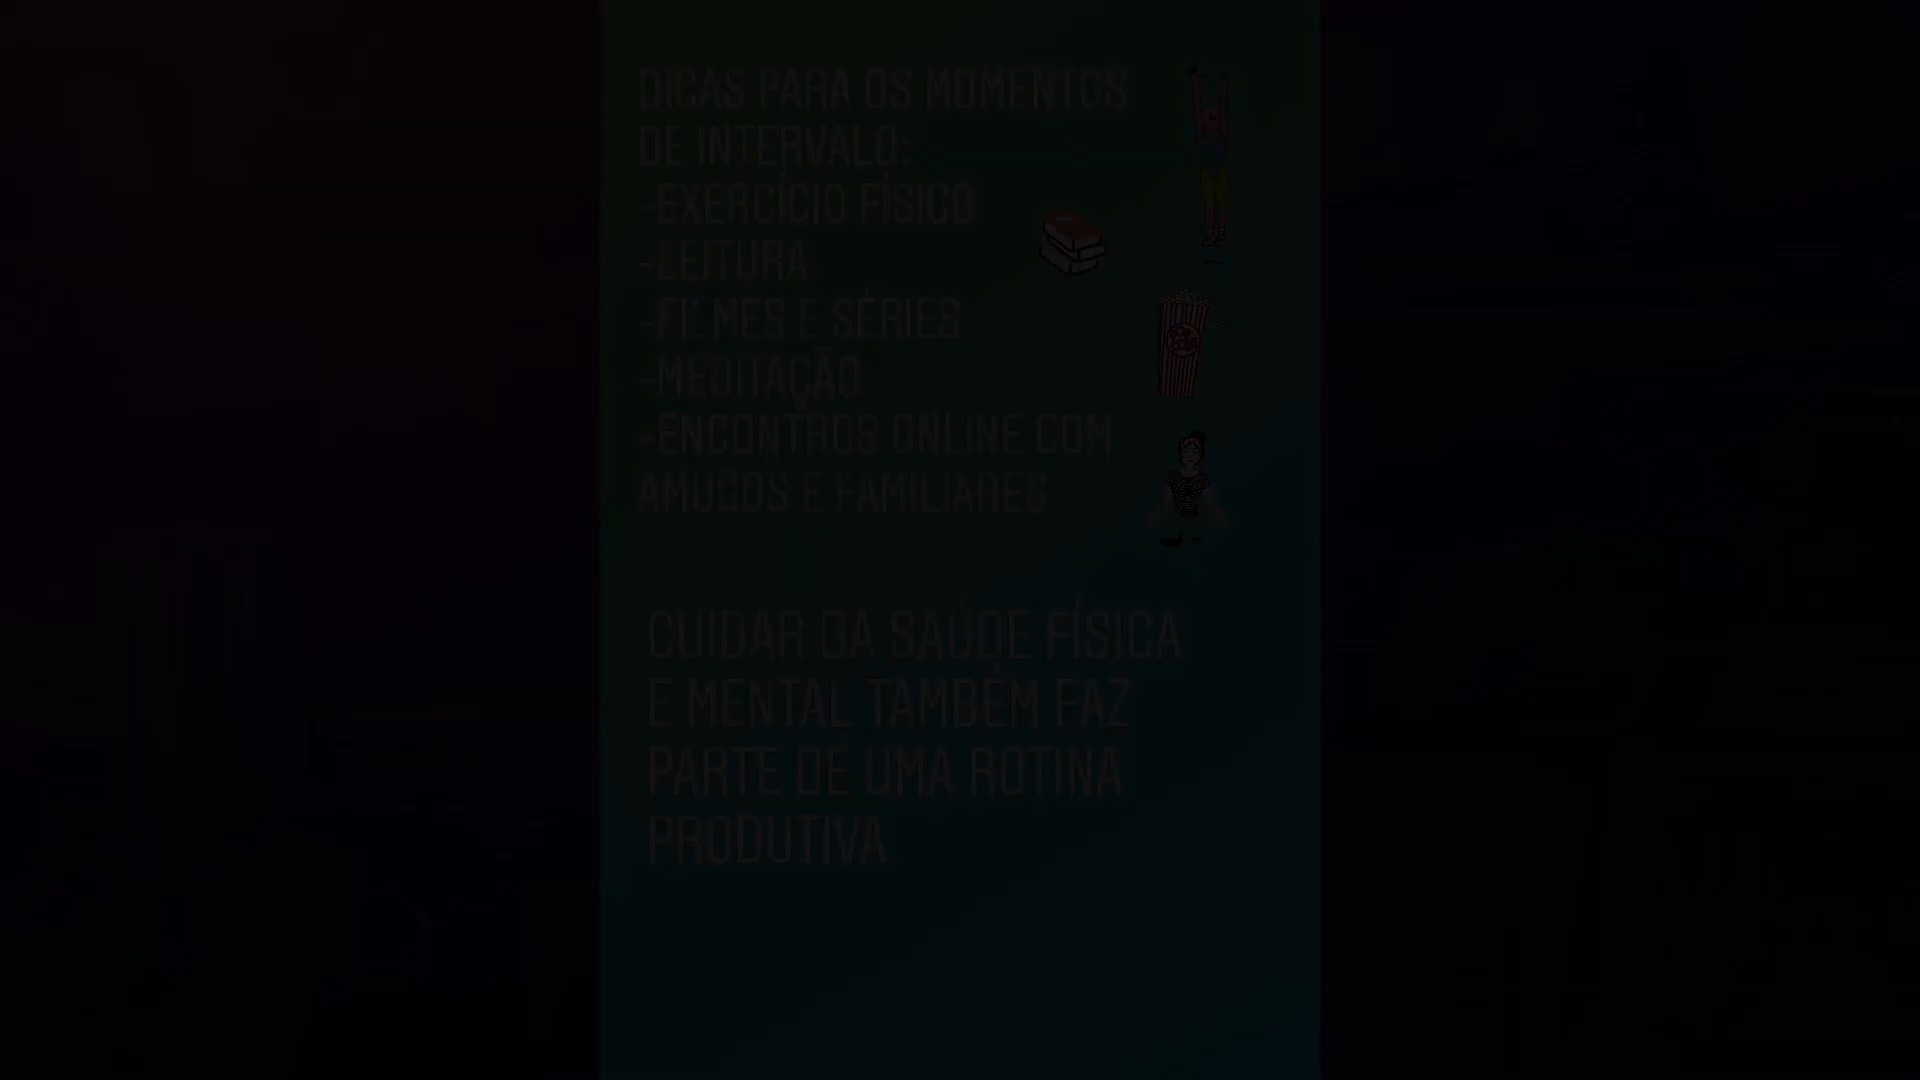 DICAS PARA OS MOMENTOS
DE INTERVALO:
-EXERCÍCIO FÍSICO
-LEITURA
-FILMES E SÉRIES
-MEDITAÇÃO
-ENCONTROS ONLINE COM
AMUGOS E FAMILIARES
CUIDAR DA SAÚDE FÍSICA
E MENTAL TAMBÉM FAZ
PARTE DE UMA ROTINA
PRODUTIVA